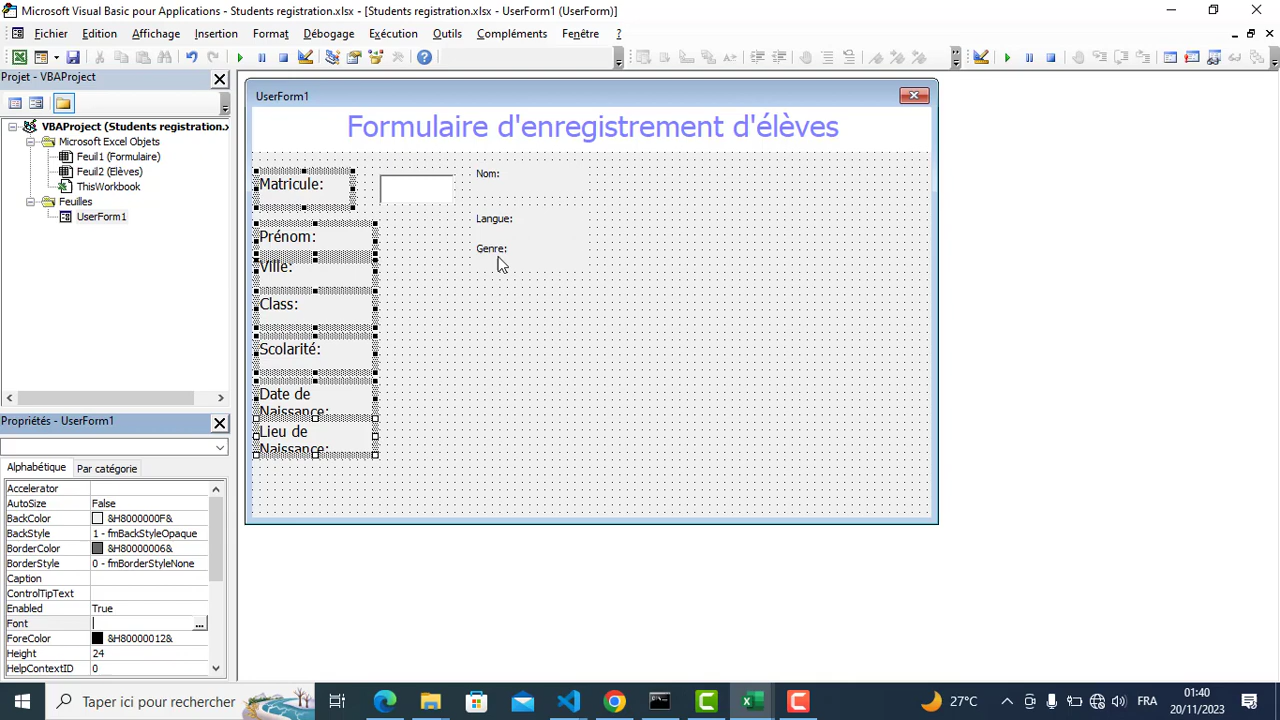 Microsoft Visual Basic pour Applications - Students registration.xlsx - [Students registration.xlsx - UserForm1 (UserForm)]
Fichier Edition Affichage Insertion Format Débogage Exécution Outils Compléments Fenêtre ?
Projet - VBAProject
VBAProject (Students registration.x
Microsoft Excel Objets
Feuil1 (Formulaire)
Feuil2 (Elèves)
ThisWorkbook
Feuilles
UserForm1
UserForm1
Formulaire d'enregistrement d'élèves
Matricule:
Nom:
Prénom:
Langue:
Ville:
Genre:
Class:
Scolarité:
Date de
Naissance:
Lieu de
Naissance:
Propriétés - UserForm1
Alphabétique Par catégorie
Accelerator
AutoSize False
BackColor &H8000000F&
BackStyle 1 - fmBackStyleOpaque
BorderColor &H80000006&
BorderStyle 0 - fmBorderStyleNone
Caption
ControlTipText
Enabled True
Font ...
ForeColor &H80000012&
Height 24
HelpContextID 0
Taper ici pour rechercher
27°C
FRA
01:40
20/11/2023